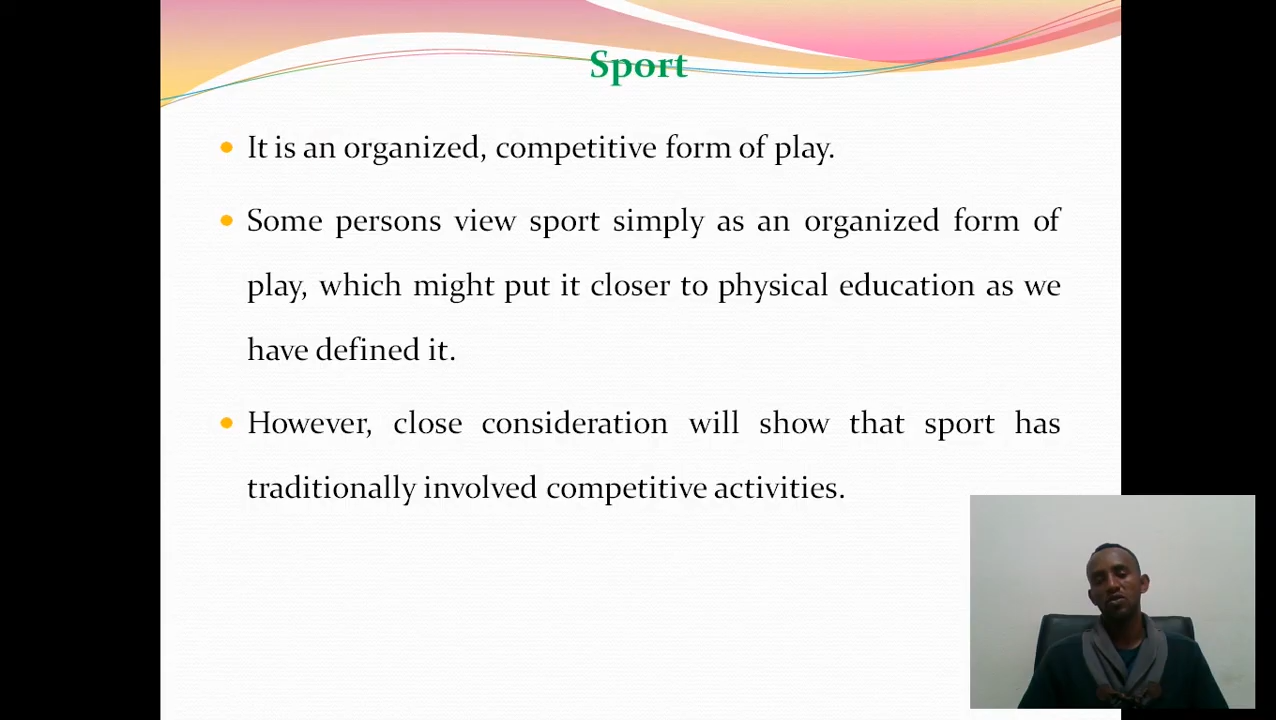 Sport
It is an organized, competitive form of play.
Some persons view sport simply as an organized form of
play, which might put it closer to physical education as we
have defined it.
However, close consideration will show that sport has
traditionally involved competitive activities.